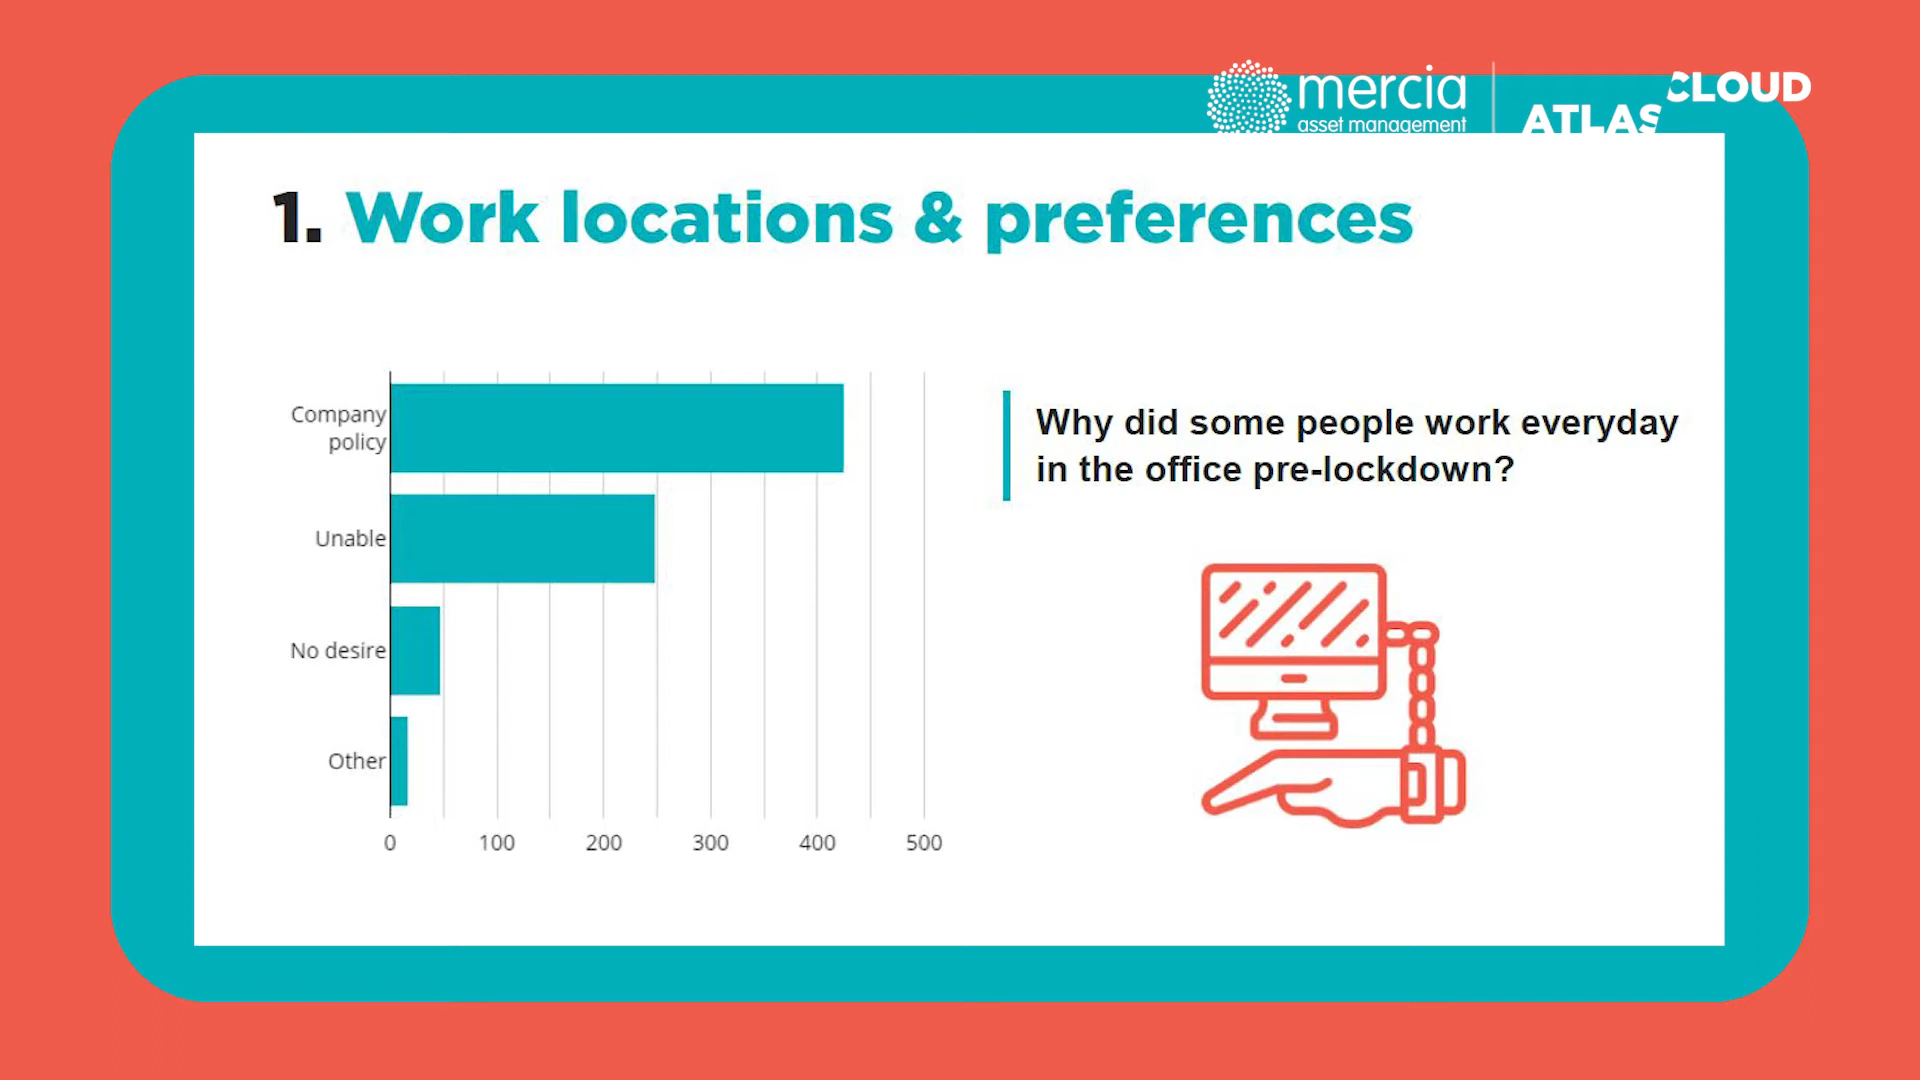 mercia
asset management
ATLAS CLOUD
1. Work locations & preferences
Company
policy
Unable
No desire
Other
0 100 200 300 400 500
Why did some people work everyday
in the office pre-lockdown?